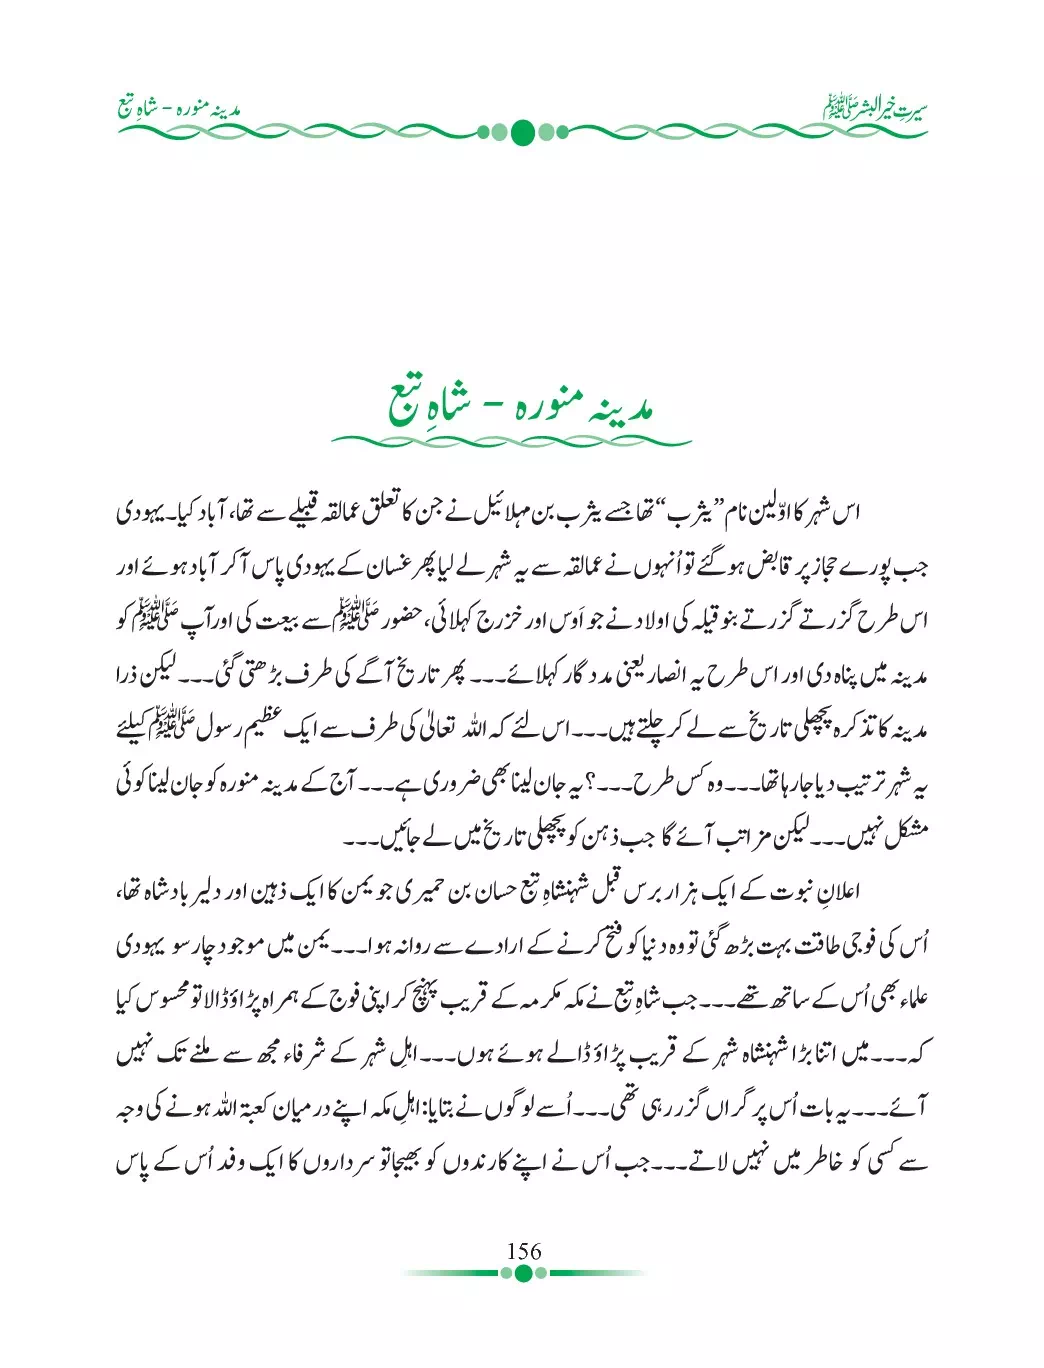 سیرتِ خیرالبشرﷺ
مدینہ منورہ - شاہِ تبع
مدینہ منورہ - شاہِ تبع
اس شہر کا اوّلین نام ”یثرب“ تھا جسے یثرب بن مہلائیل نے جن کا تعلق عمالقہ قبیلے سے تھا، آباد کیا۔ یہودی
جب پورے حجاز پر قابض ہوگئے تو اُنہوں نے عمالقہ سے یہ شہر لے لیا پھر غسان کے یہودی پاس آکر آباد ہوئے اور
اس طرح گزرتے گزرتے بنو قیلہ کی اولاد نے جو اَوس اور خزرج کہلائی، حضور ﷺ سے بیعت کی اور آپ ﷺ کو
مدینہ میں پناہ دی اور اس طرح یہ انصار یعنی مددگار کہلائے۔۔۔ پھر تاریخ آگے کی طرف بڑھتی گئی۔۔۔ لیکن ذرا
مدینہ کا تذکرہ پچھلی تاریخ سے لے کر چلتے ہیں۔۔۔ اس لئے کہ اللہ تعالیٰ کی طرف سے ایک عظیم رسول ﷺ کیلئے
یہ شہر ترتیب دیا جارہا تھا۔۔۔ وہ کس طرح۔۔۔؟ یہ جان لینا بھی ضروری ہے۔۔۔ آج کے مدینہ منورہ کو جان لینا کوئی
مشکل نہیں۔۔۔ لیکن مزا تب آئے گا جب ذہن کو پچھلی تاریخ میں لے جائیں۔۔۔
اعلانِ نبوت کے ایک ہزار برس قبل شہنشاہِ تبع حسان بن حمیری جو یمن کا ایک ذہین اور دلیر بادشاہ تھا،
اُس کی فوجی طاقت بہت بڑھ گئی تو وہ دنیا کو فتح کرنے کے ارادے سے روانہ ہوا۔۔۔ یمن میں موجود چار سو یہودی
علماء بھی اُس کے ساتھ تھے۔۔۔ جب شاہِ تبع نے مکہ مکرمہ کے قریب پہنچ کر اپنی فوج کے ہمراہ پڑاؤ ڈالا تو محسوس کیا
کہ۔۔۔ میں اتنا بڑا شہنشاہ شہر کے قریب پڑاؤ ڈالے ہوئے ہوں۔۔۔ اہلِ شہر کے شرفاء مجھ سے ملنے تک نہیں
آئے۔۔۔ یہ بات اُس پر گراں گزر رہی تھی۔۔۔ اُسے لوگوں نے بتایا: اہلِ مکہ اپنے درمیان کعبۃ اللہ ہونے کی وجہ
سے کسی کو خاطر میں نہیں لاتے۔۔۔ جب اُس نے اپنے کارندوں کو بھیجا تو سرداروں کا ایک وفد اُس کے پاس
156